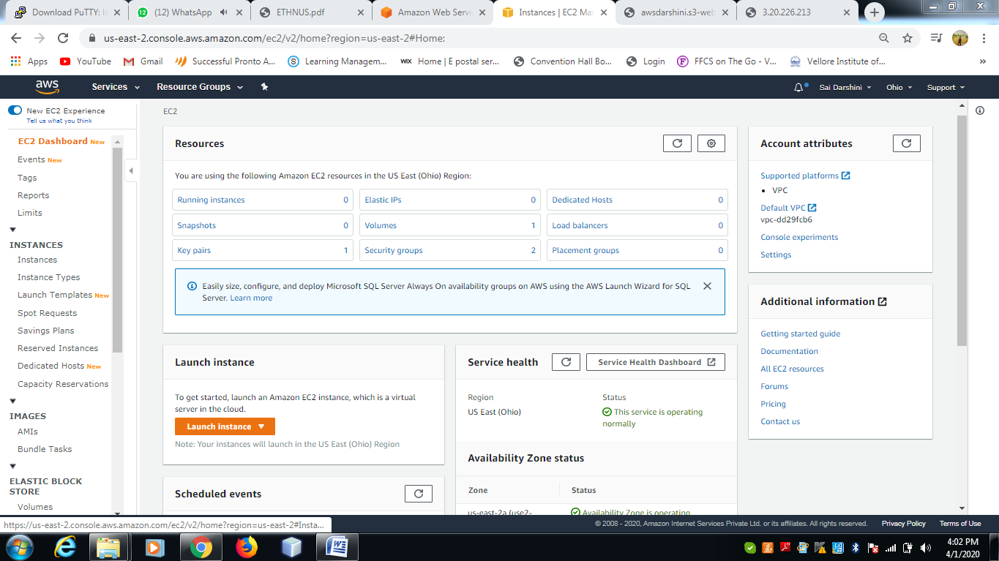 Download PuTTY: la
(12) WhatsApp
ETHNUS.pdf
Amazon Web Servi
Instances | EC2 Ma
awsdarshini.s3-web
3.20.226.213
us-east-2.console.aws.amazon.com/ec2/v2/home?region=us-east-2#Home:
Apps
YouTube
Gmail
Successful Pronto A...
Learning Managem...
WIX
Home | E postal ser...
Convention Hall Bo...
Login
FFCS on The Go - V...
Vellore Institute of...
»
aws
Services
Resource Groups
Sai Darshini
Ohio
Support
New EC2 Experience
Tell us what you think
EC2 Dashboard New
Events New
Tags
Reports
Limits
INSTANCES
Instances
Instance Types
Launch Templates New
Spot Requests
Savings Plans
Reserved Instances
Dedicated Hosts New
Capacity Reservations
IMAGES
AMIs
Bundle Tasks
ELASTIC BLOCK
STORE
Volumes
EC2
Resources
You are using the following Amazon EC2 resources in the US East (Ohio) Region:
Running instances 0
Elastic IPs 0
Dedicated Hosts 0
Snapshots 0
Volumes 1
Load balancers 0
Key pairs 1
Security groups 2
Placement groups 0
Easily size, configure, and deploy Microsoft SQL Server Always On availability groups on AWS using the AWS Launch Wizard for SQL
Server. Learn more
Launch instance
To get started, launch an Amazon EC2 instance, which is a virtual
server in the cloud.
Launch instance
Note: Your instances will launch in the US East (Ohio) Region
Scheduled events
Service health
Service Health Dashboard
Region
Status
US East (Ohio)
This service is operating
normally
Availability Zone status
Zone
Status
us-east-2a (use2-
Availability Zone is operating
Account attributes
Supported platforms
VPC
Default VPC
vpc-dd29fcb6
Console experiments
Settings
Additional information
Getting started guide
Documentation
All EC2 resources
Forums
Pricing
Contact us
https://us-east-2.console.aws.amazon.com/ec2/v2/home?region=us-east-2#Insta...
© 2008 - 2020, Amazon Internet Services Private Ltd. or its affiliates. All rights reserved.
Privacy Policy
Terms of Use
4:02 PM
4/1/2020